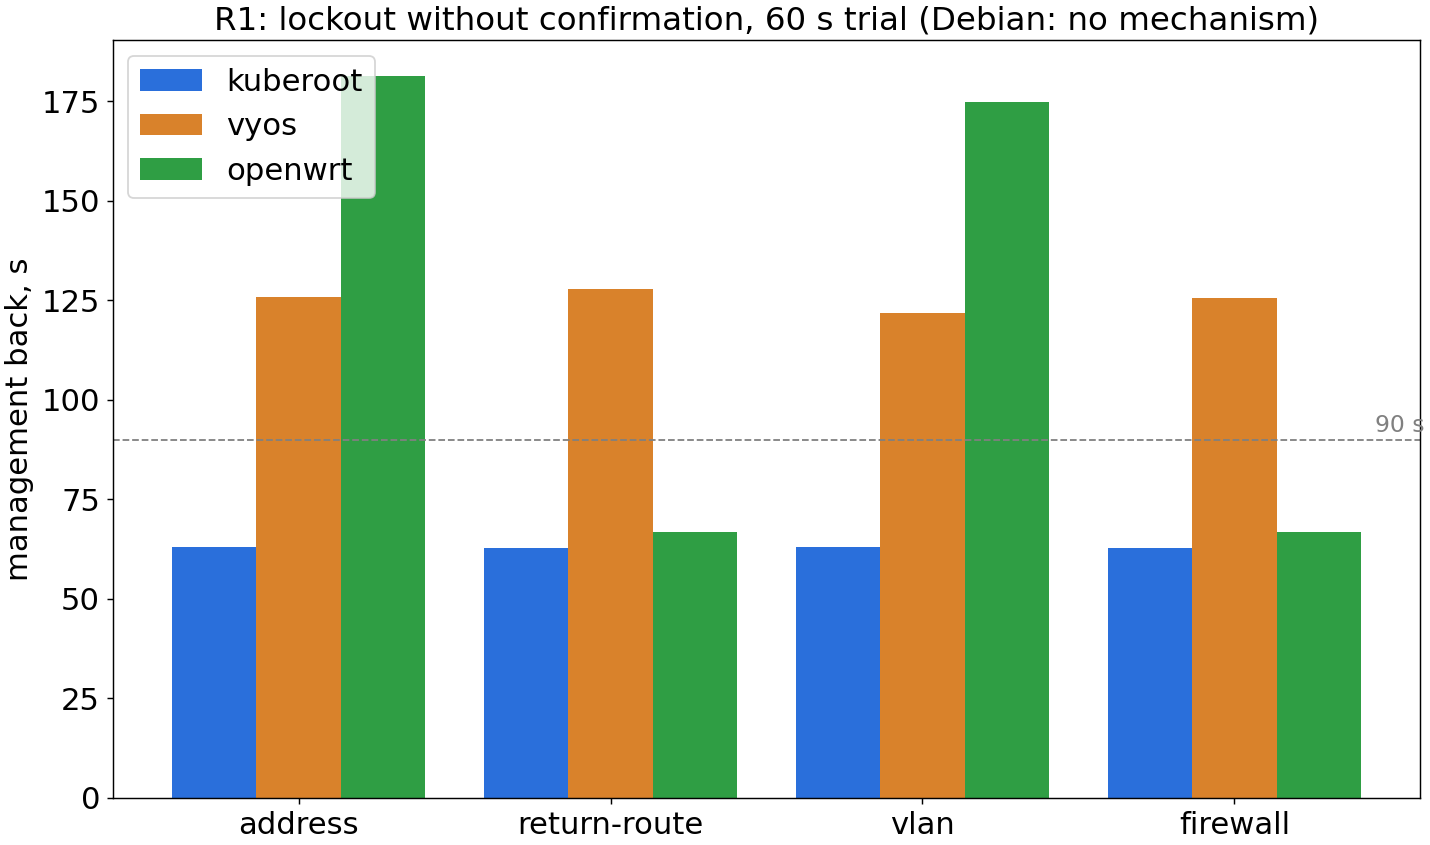 R1: lockout without confirmation, 60 s trial (Debian: no mechanism)
kuberoot
vyos
openwrt
management back, s
175
150
125
100
75
50
25
0
90 s
address
return-route
vlan
firewall